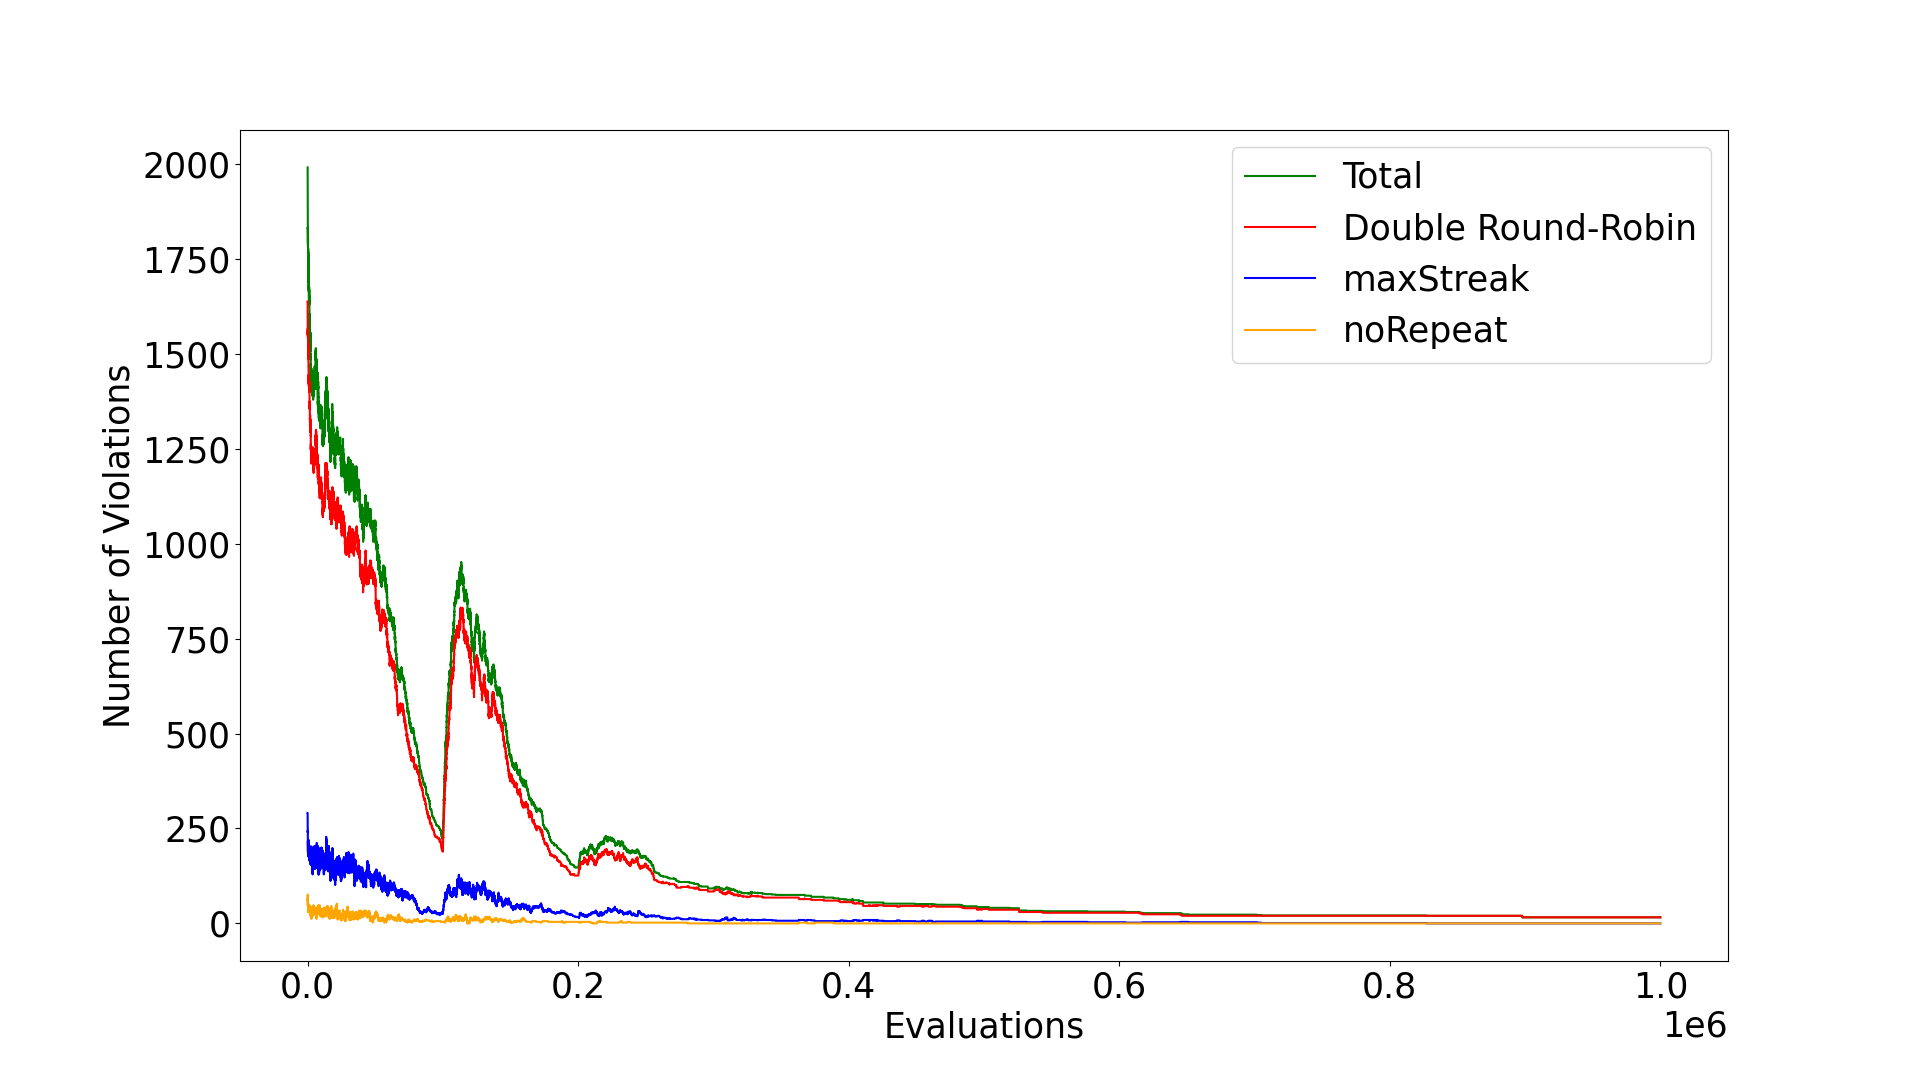 Total
Double Round-Robin
maxStreak
noRepeat
2000
1750
1500
1250
1000
750
500
250
0
Number of Violations
0.0 0.2 0.4 0.6 0.8 1.0
Evaluations
1e6